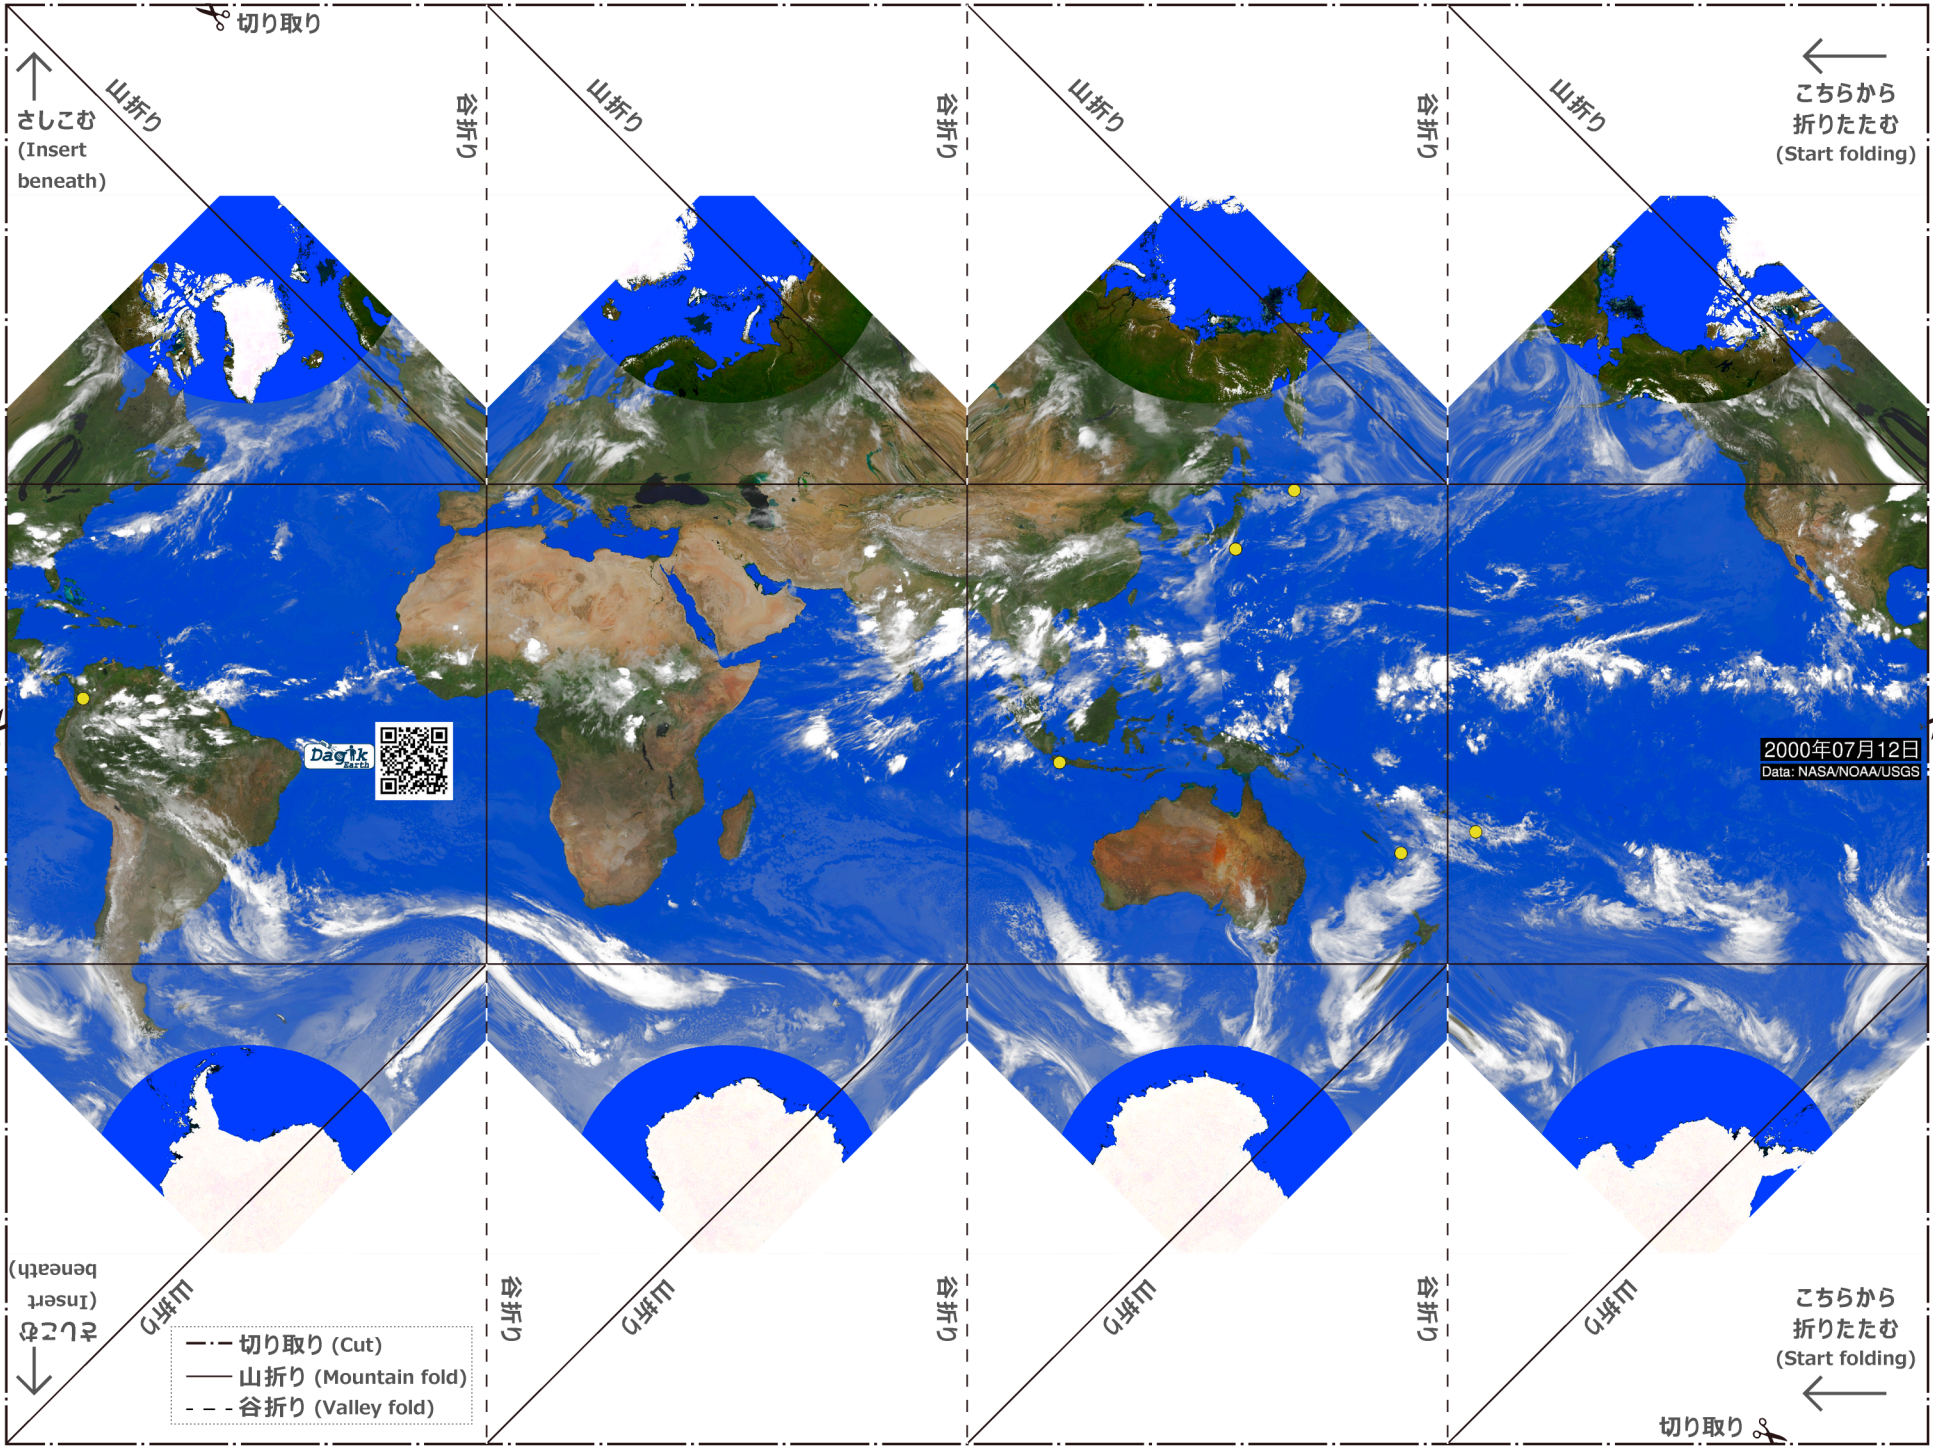 切り取り
山折り
谷折り
山折り
谷折り
山折り
谷折り
山折り
さしこむ
(Insert
beneath)
こちらから
折りたたむ
(Start folding)
Dagik
Earth
2000年07月12日
Data: NASA/NOAA/USGS
さしこむ
(Insert
beneath)
山折り
谷折り
山折り
谷折り
山折り
谷折り
山折り
こちらから
折りたたむ
(Start folding)
切り取り (Cut)
山折り (Mountain fold)
谷折り (Valley fold)
切り取り